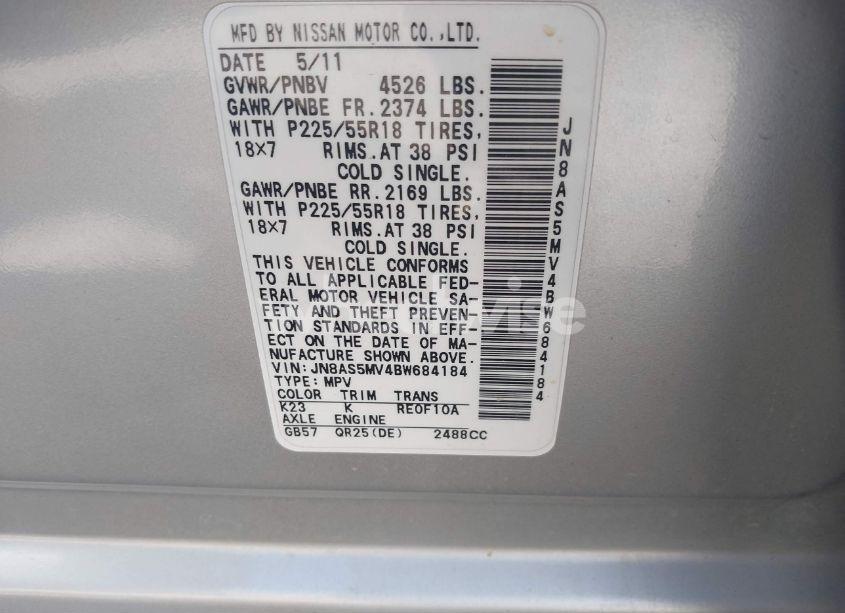 MFD BY NISSAN MOTOR CO.,LTD.
DATE 5/11
GVWR/PNBV 4526 LBS.
GAWR/PNBE FR. 2374 LBS.
WITH P225/55R18 TIRES,
18X7 RIMS.AT 38 PSI
COLD SINGLE.
GAWR/PNBE RR. 2169 LBS.
WITH P225/55R18 TIRES,
18X7 RIMS.AT 38 PSI
COLD SINGLE.
THIS VEHICLE CONFORMS
TO ALL APPLICABLE FED-
ERAL MOTOR VEHICLE SA-
FETY AND THEFT PREVEN-
TION STANDARDS IN EFF-
ECT ON THE DATE OF MA-
NUFACTURE SHOWN ABOVE.
VIN: JN8AS5MV4BW684184
TYPE: MPV
COLOR TRIM TRANS
K23 K RE0F10A
AXLE ENGINE
GB57 QR25(DE) 2488CC
JN8AS5MV4BW684184